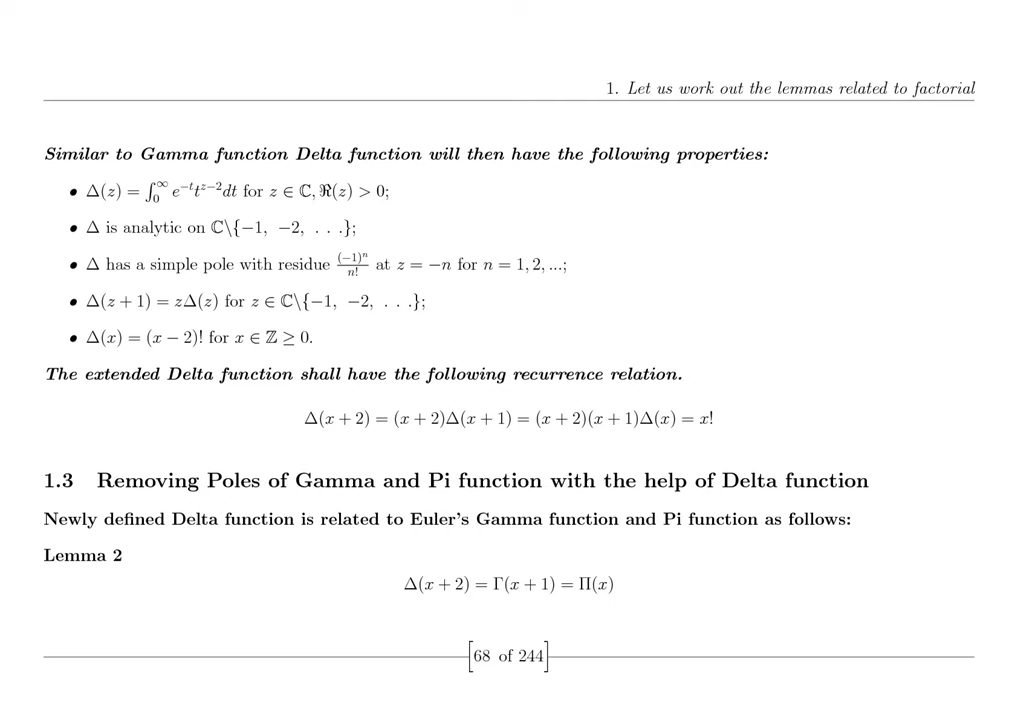 1. Let us work out the lemmas related to factorial
Similar to Gamma function Delta function will then have the following properties:
• Δ(z) = ∫₀^∞ e^{−t}t^{z−2}dt for z ∈ ℂ, ℜ(z) > 0;
• Δ is analytic on ℂ\{−1, −2, . . .};
• Δ has a simple pole with residue (−1)^n/n! at z = −n for n = 1, 2, ...;
• Δ(z + 1) = zΔ(z) for z ∈ ℂ\{−1, −2, . . .};
• Δ(x) = (x − 2)! for x ∈ ℤ ≥ 0.
The extended Delta function shall have the following recurrence relation.
Δ(x + 2) = (x + 2)Δ(x + 1) = (x + 2)(x + 1)Δ(x) = x!
1.3 Removing Poles of Gamma and Pi function with the help of Delta function
Newly defined Delta function is related to Euler's Gamma function and Pi function as follows:
Lemma 2
Δ(x + 2) = Γ(x + 1) = Π(x)
[68 of 244]